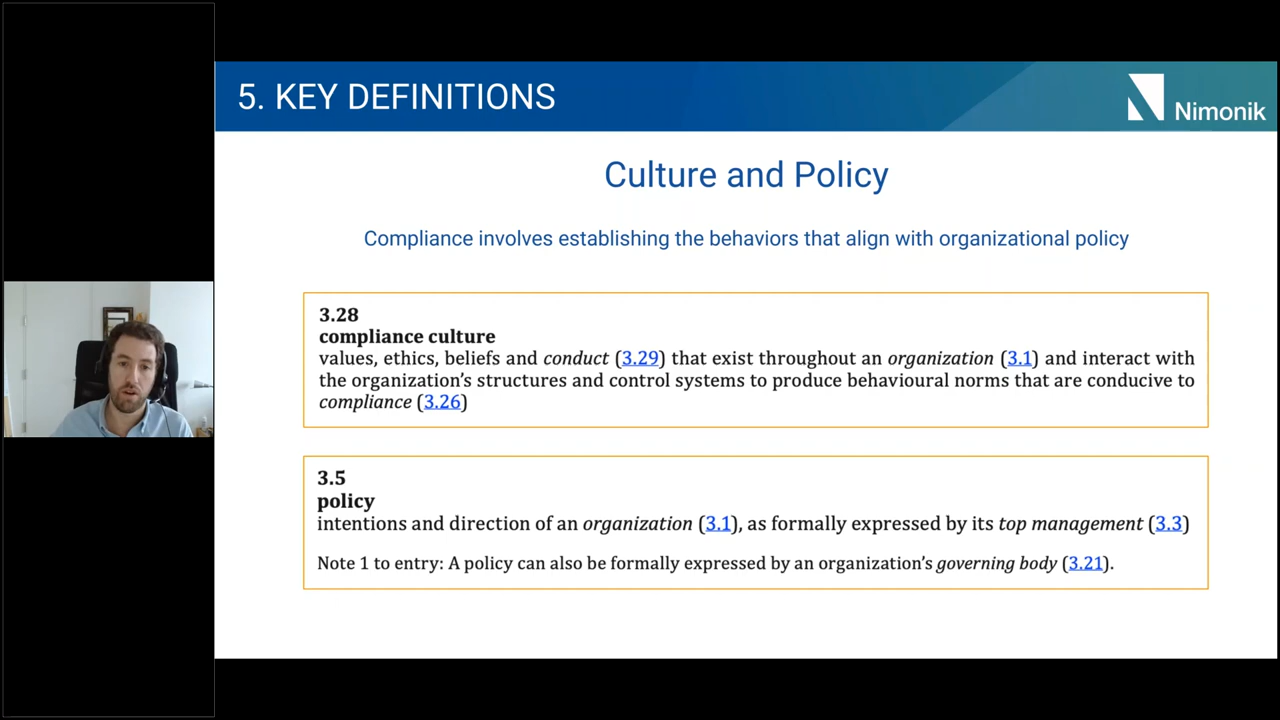 5. KEY DEFINITIONS
Nimonik
Culture and Policy
Compliance involves establishing the behaviors that align with organizational policy
3.28
compliance culture
values, ethics, beliefs and conduct (3.29) that exist throughout an organization (3.1) and interact with
the organization’s structures and control systems to produce behavioural norms that are conducive to
compliance (3.26)
3.5
policy
intentions and direction of an organization (3.1), as formally expressed by its top management (3.3)
Note 1 to entry: A policy can also be formally expressed by an organization’s governing body (3.21).